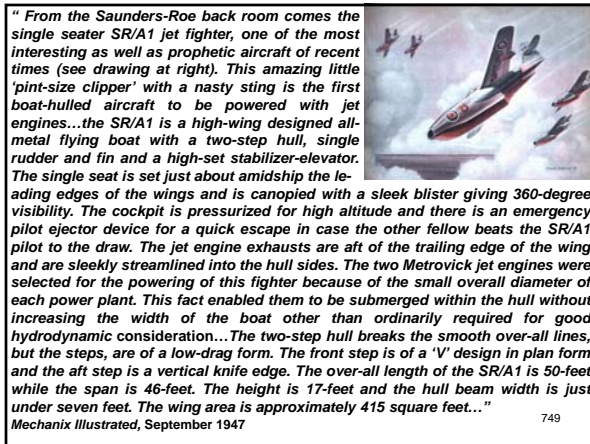 “ From the Saunders-Roe back room comes the
single seater SR/A1 jet fighter, one of the most
interesting as well as prophetic aircraft of recent
times (see drawing at right). This amazing little
‘pint-size clipper’ with a nasty sting is the first
boat-hulled aircraft to be powered with jet
engines…the SR/A1 is a high-wing designed all-
metal flying boat with a two-step hull, single
rudder and fin and a high-set stabilizer-elevator.
The single seat is set just about amidship the le-
ading edges of the wings and is canopied with a sleek blister giving 360-degree
visibility. The cockpit is pressurized for high altitude and there is an emergency
pilot ejector device for a quick escape in case the other fellow beats the SR/A1
pilot to the draw. The jet engine exhausts are aft of the trailing edge of the wing
and are sleekly streamlined into the hull sides. The two Metrovick jet engines were
selected for the powering of this fighter because of the small overall diameter of
each power plant. This fact enabled them to be submerged within the hull without
increasing the width of the boat other than ordinarily required for good
hydrodynamic consideration…The two-step hull breaks the smooth over-all lines,
but the steps, are of a low-drag form. The front step is of a ‘V’ design in plan form
and the aft step is a vertical knife edge. The over-all length of the SR/A1 is 50-feet
while the span is 46-feet. The height is 17-feet and the hull beam width is just
under seven feet. The wing area is approximately 415 square feet…”
Mechanix Illustrated, September 1947
749